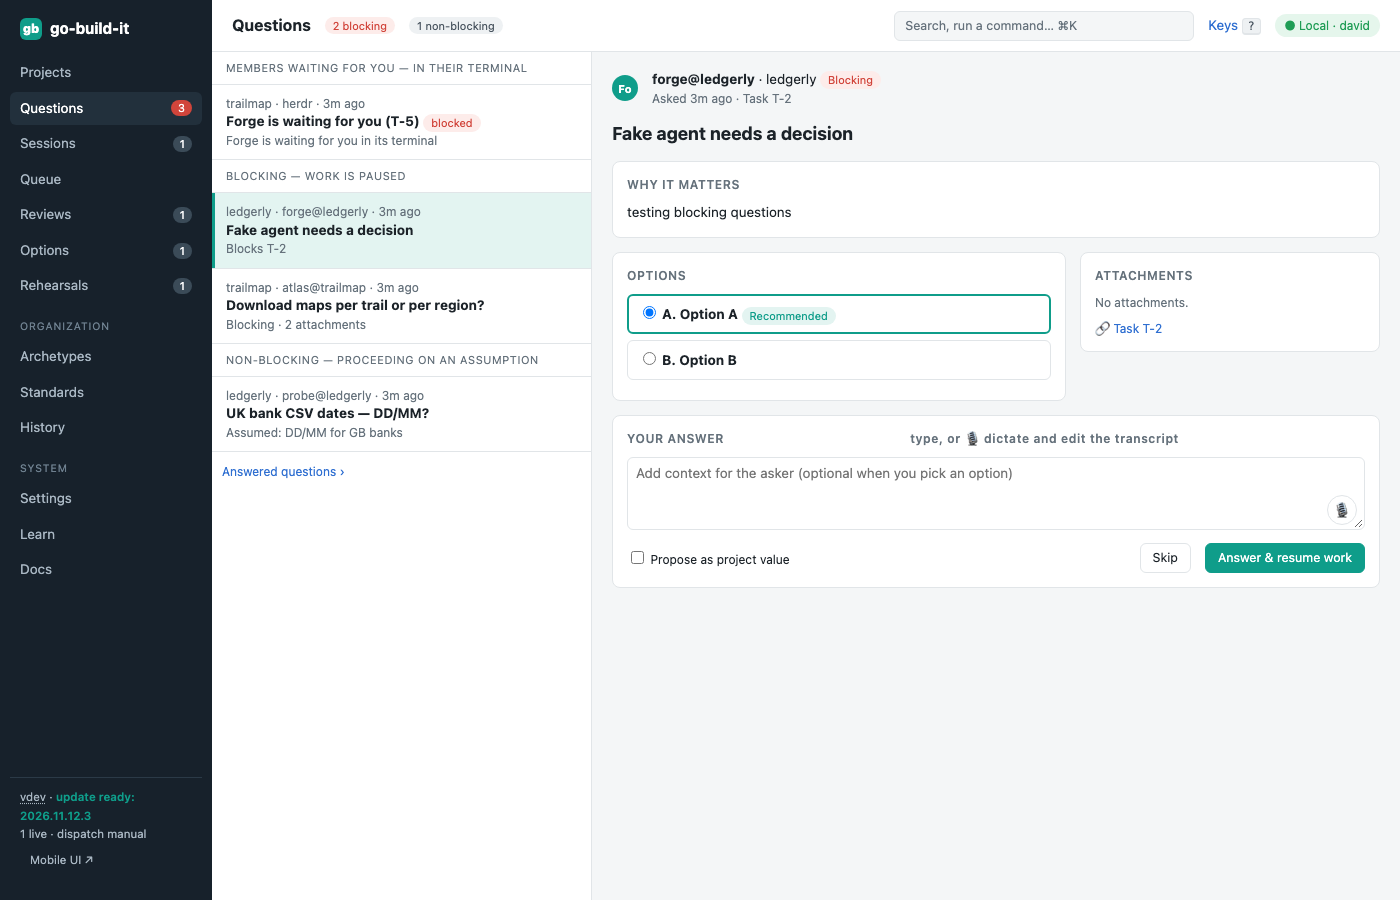 gb go-build-it
Projects
Questions 3
Sessions 1
Queue
Reviews 1
Options 1
Rehearsals 1
ORGANIZATION
Archetypes
Standards
History
SYSTEM
Settings
Learn
Docs
vdev · update ready:
2026.11.12.3
1 live · dispatch manual
Mobile UI ↗
Questions 2 blocking 1 non-blocking
Search, run a command... ⌘K
Keys ?
Local · david
MEMBERS WAITING FOR YOU — IN THEIR TERMINAL
trailmap · herdr · 3m ago
Forge is waiting for you (T-5) blocked
Forge is waiting for you in its terminal
BLOCKING — WORK IS PAUSED
ledgerly · forge@ledgerly · 3m ago
Fake agent needs a decision
Blocks T-2
trailmap · atlas@trailmap · 3m ago
Download maps per trail or per region?
Blocking · 2 attachments
NON-BLOCKING — PROCEEDING ON AN ASSUMPTION
ledgerly · probe@ledgerly · 3m ago
UK bank CSV dates — DD/MM?
Assumed: DD/MM for GB banks
Answered questions ›
Fo
forge@ledgerly · ledgerly Blocking
Asked 3m ago · Task T-2
Fake agent needs a decision
WHY IT MATTERS
testing blocking questions
OPTIONS
A. Option A Recommended
B. Option B
ATTACHMENTS
No attachments.
🔗 Task T-2
YOUR ANSWER type, or 🎙 dictate and edit the transcript
Add context for the asker (optional when you pick an option)
Propose as project value
Skip
Answer & resume work